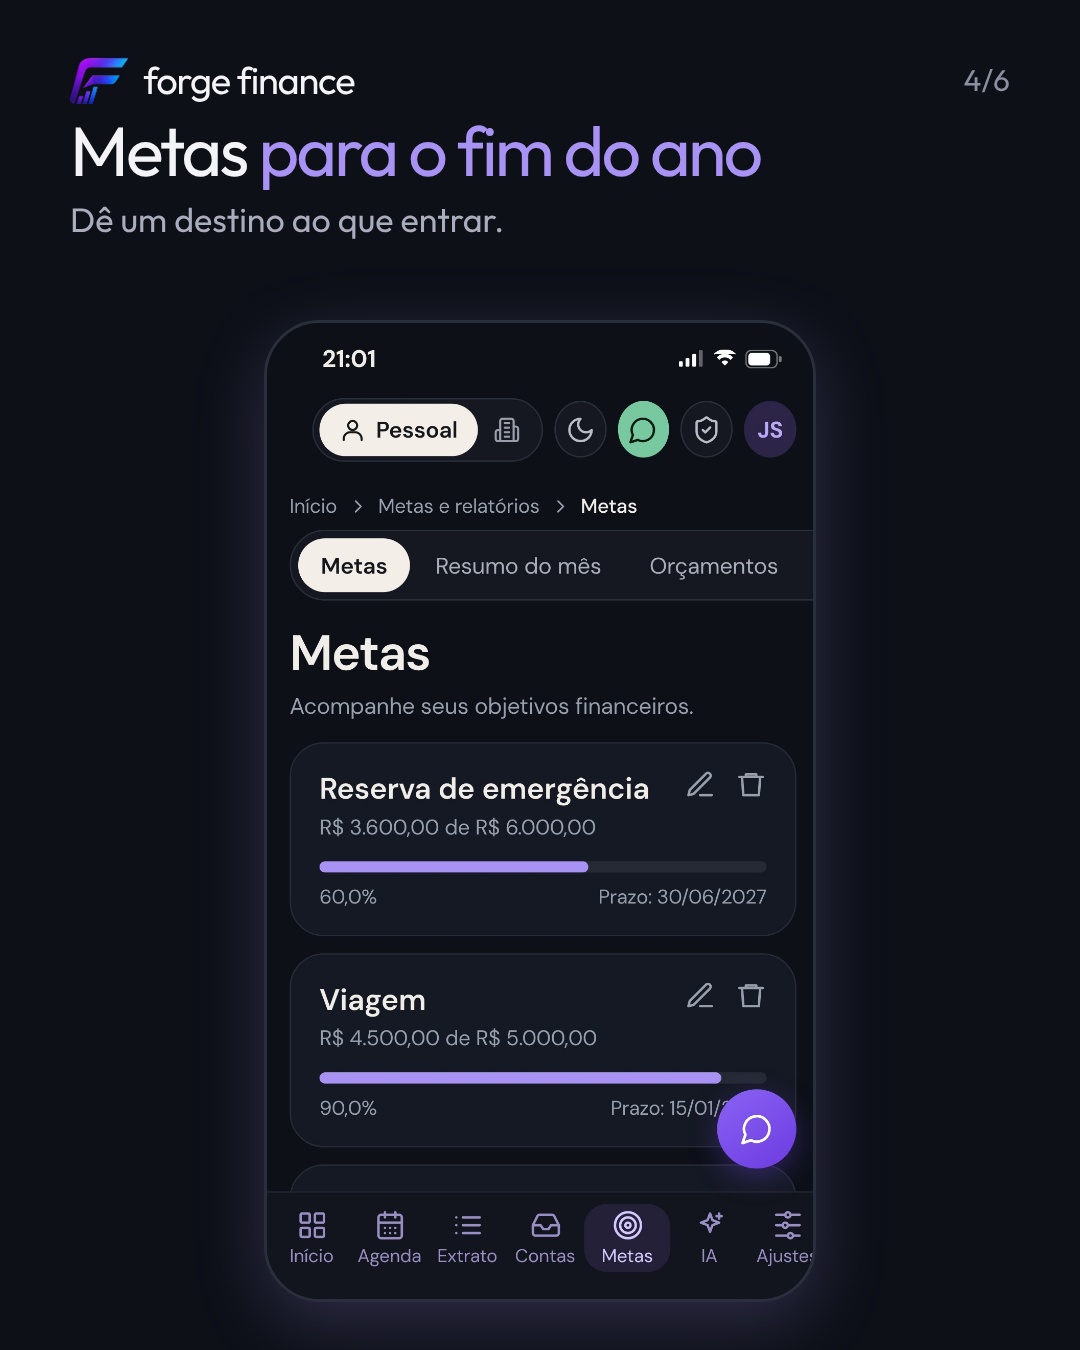 forge finance
4/6
Metas para o fim do ano
Dê um destino ao que entrar.
21:01
Pessoal
JS
Início > Metas e relatórios > Metas
Metas Resumo do mês Orçamentos
Metas
Acompanhe seus objetivos financeiros.
Reserva de emergência
R$ 3.600,00 de R$ 6.000,00
60,0% Prazo: 30/06/2027
Viagem
R$ 4.500,00 de R$ 5.000,00
90,0% Prazo: 15/01/
Início Agenda Extrato Contas Metas IA Ajustes